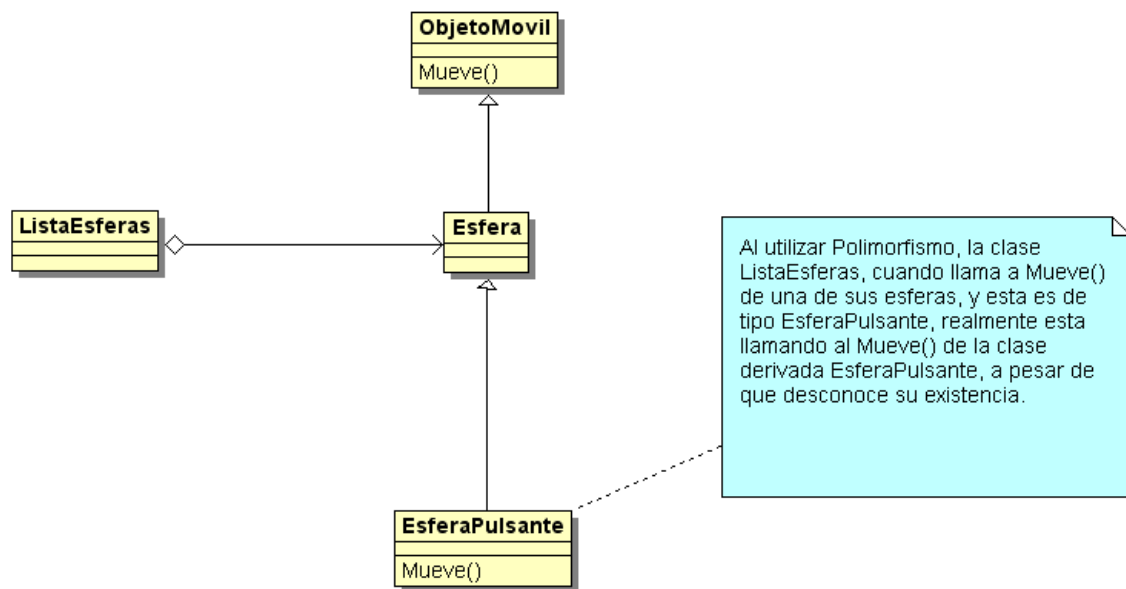 ObjetoMovil
Mueve()
ListaEsferas
Esfera
Al utilizar Polimorfismo, la clase
ListaEsferas, cuando llama a Mueve()
de una de sus esferas, y esta es de
tipo EsferaPulsante, realmente esta
llamando al Mueve() de la clase
derivada EsferaPulsante, a pesar de
que desconoce su existencia.
EsferaPulsante
Mueve()